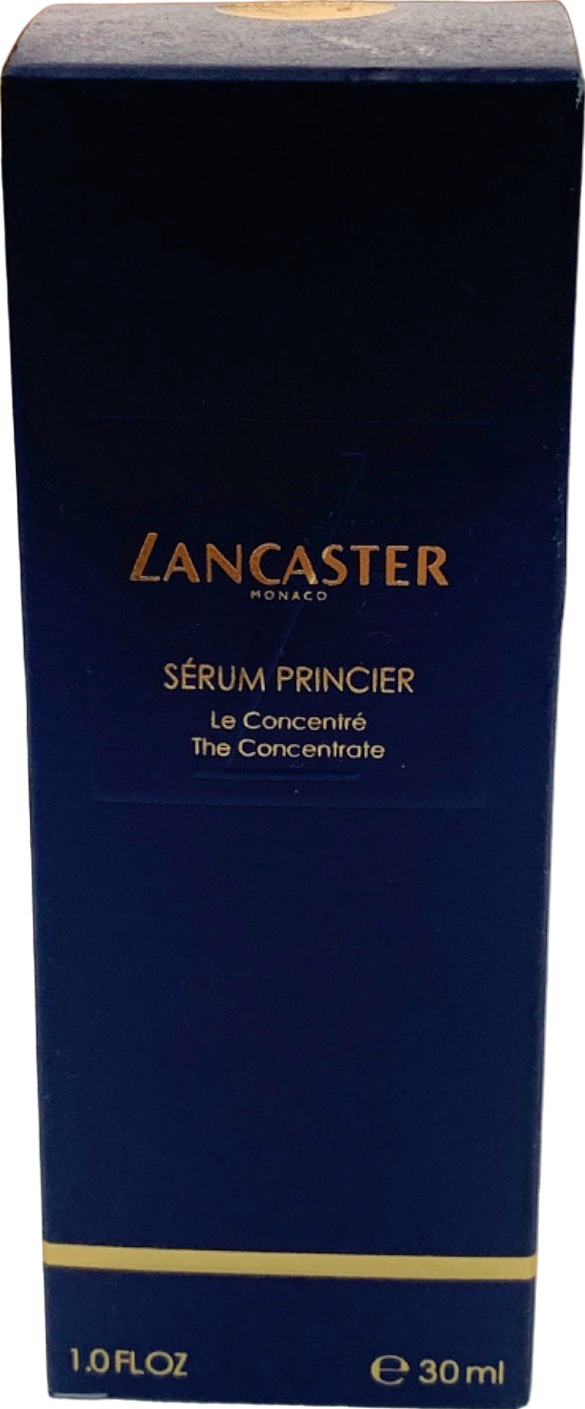 LANCASTER
MONACO
SÉRUM PRINCIER
Le Concentré
The Concentrate
1.0 FL OZ ℮ 30 ml